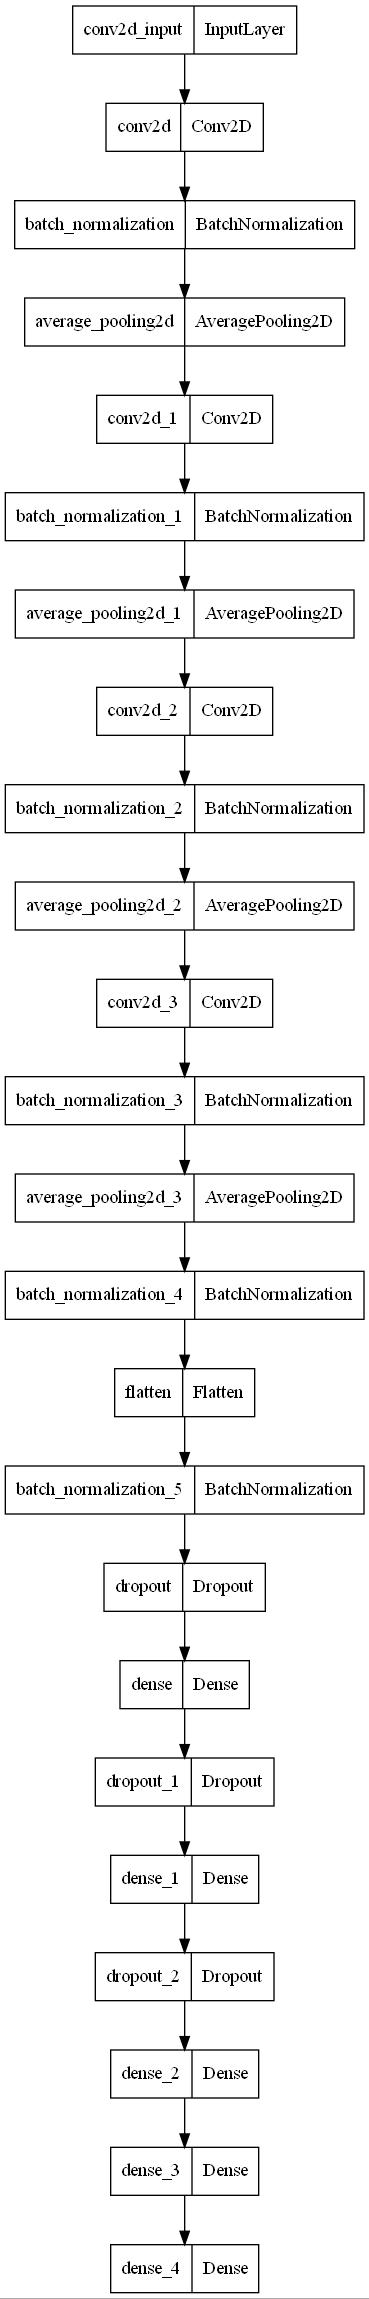 conv2d_input InputLayer
conv2d Conv2D
batch_normalization BatchNormalization
average_pooling2d AveragePooling2D
conv2d_1 Conv2D
batch_normalization_1 BatchNormalization
average_pooling2d_1 AveragePooling2D
conv2d_2 Conv2D
batch_normalization_2 BatchNormalization
average_pooling2d_2 AveragePooling2D
conv2d_3 Conv2D
batch_normalization_3 BatchNormalization
average_pooling2d_3 AveragePooling2D
batch_normalization_4 BatchNormalization
flatten Flatten
batch_normalization_5 BatchNormalization
dropout Dropout
dense Dense
dropout_1 Dropout
dense_1 Dense
dropout_2 Dropout
dense_2 Dense
dense_3 Dense
dense_4 Dense